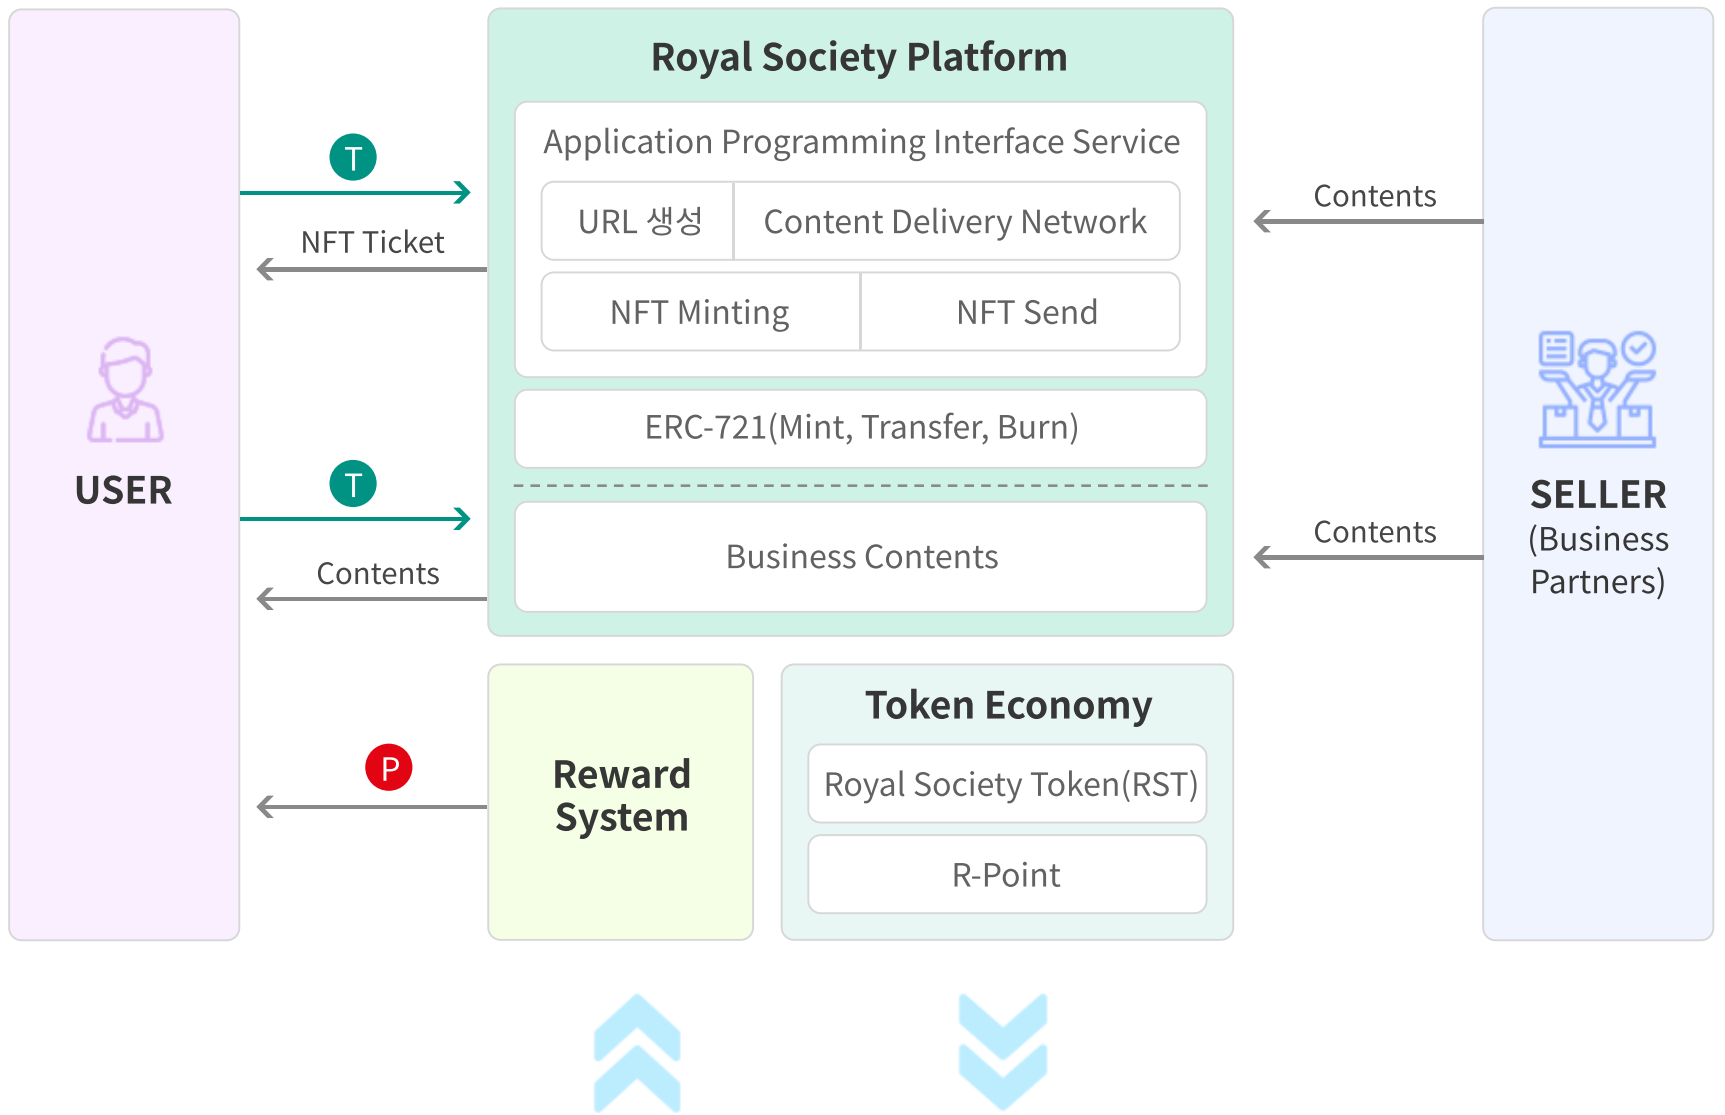 Royal Society Platform
Application Programming Interface Service
URL 생성
Content Delivery Network
NFT Minting
NFT Send
ERC-721(Mint, Transfer, Burn)
Business Contents
T
NFT Ticket
USER
T
Contents
P
Contents
Contents
SELLER
(Business
Partners)
Reward
System
Token Economy
Royal Society Token(RST)
R-Point